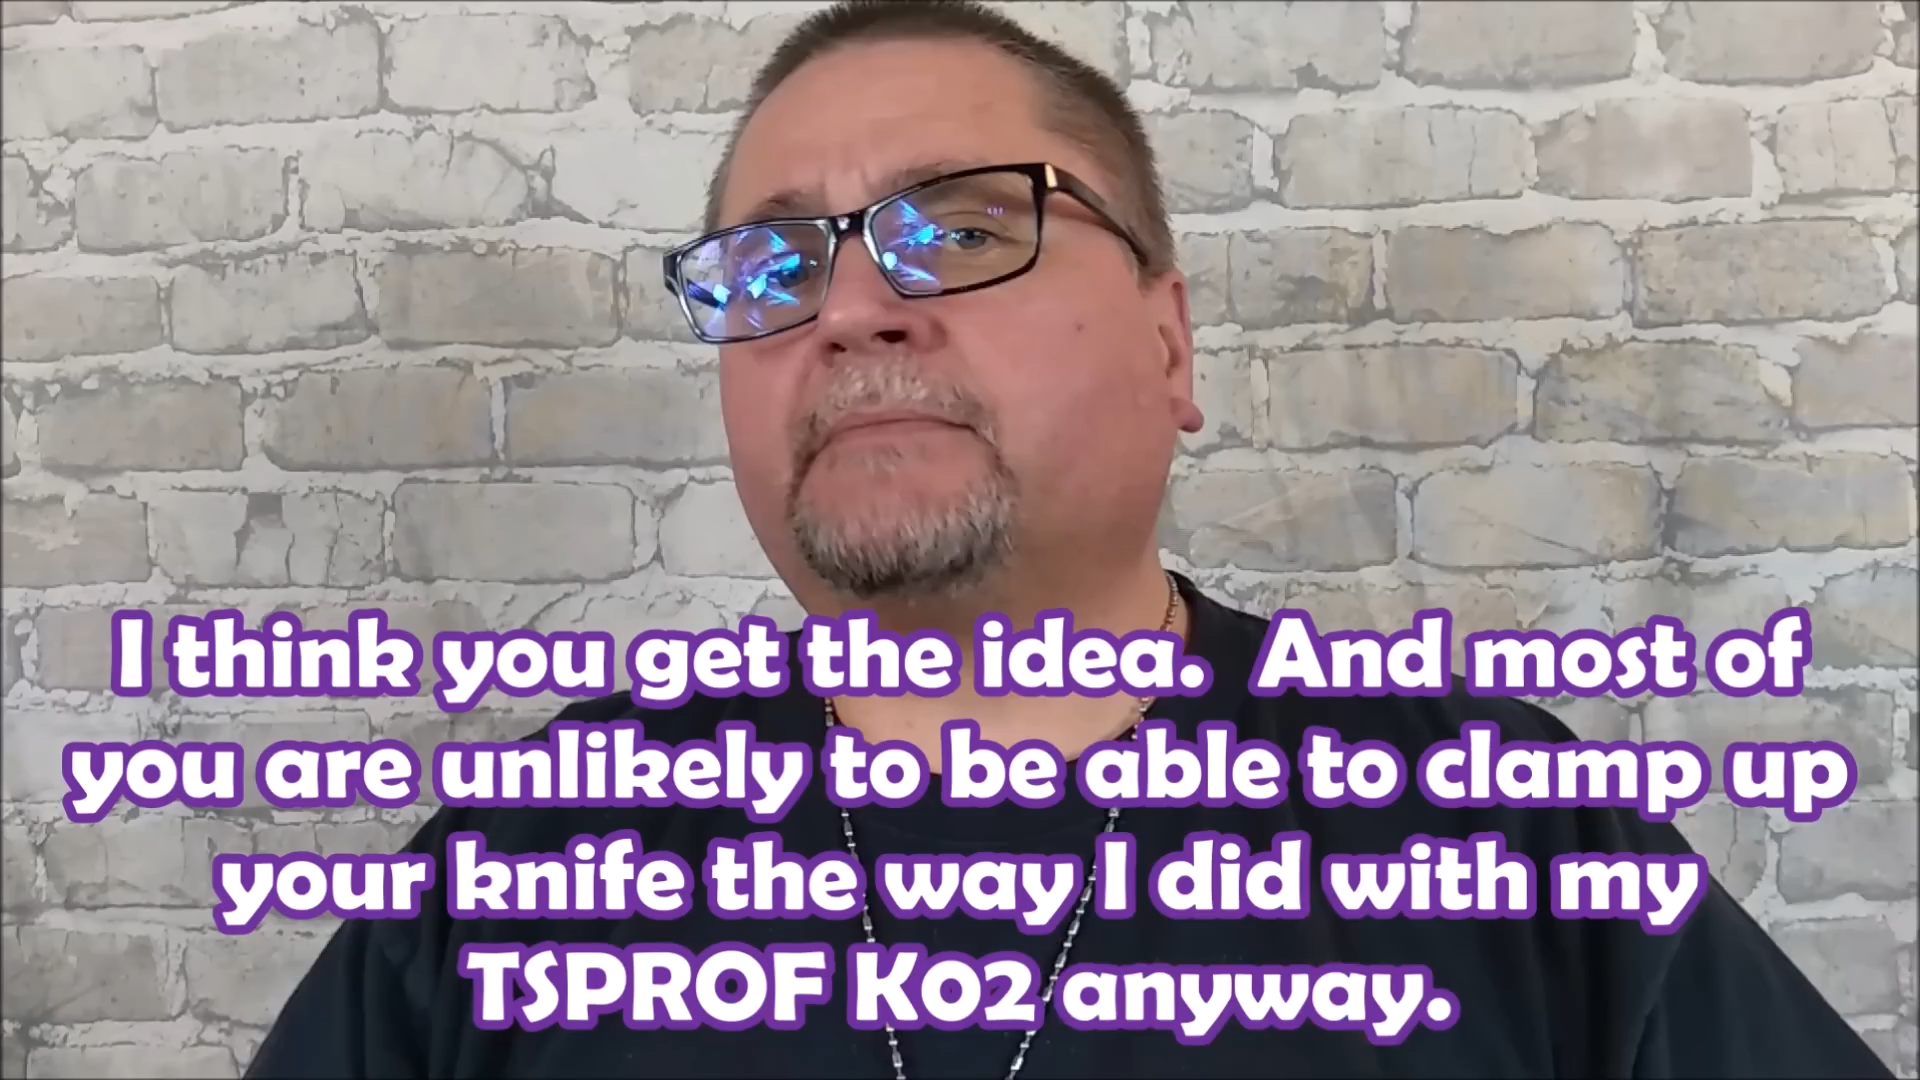 I think you get the idea.  And most of
you are unlikely to be able to clamp up
your knife the way I did with my
TSPROF K02 anyway.